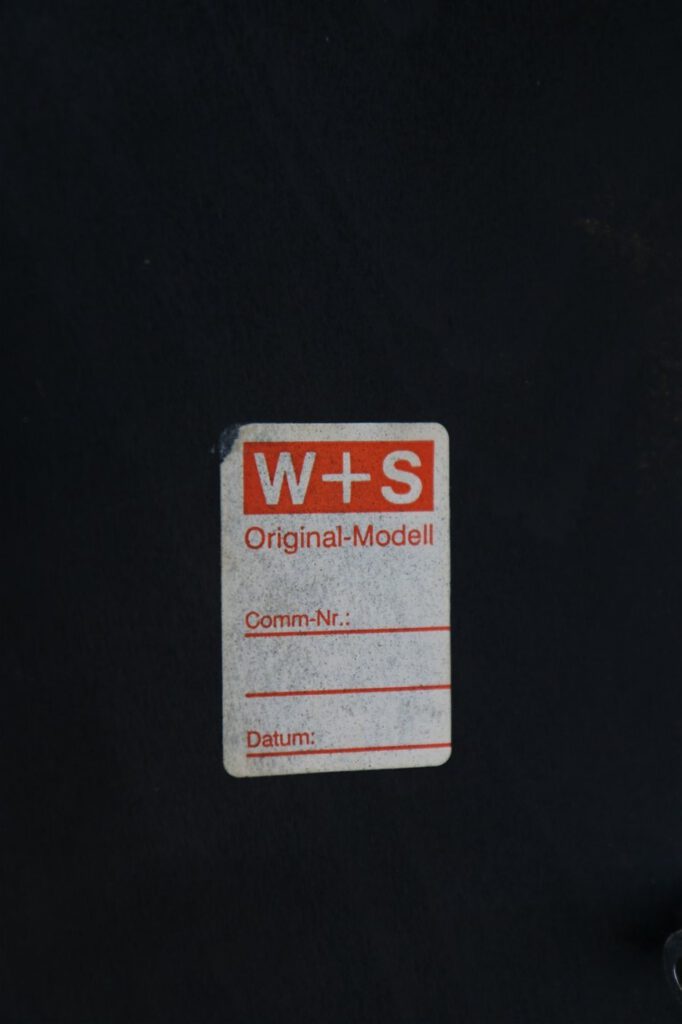 W+S
Original-Modell
Comm-Nr.:
Datum: